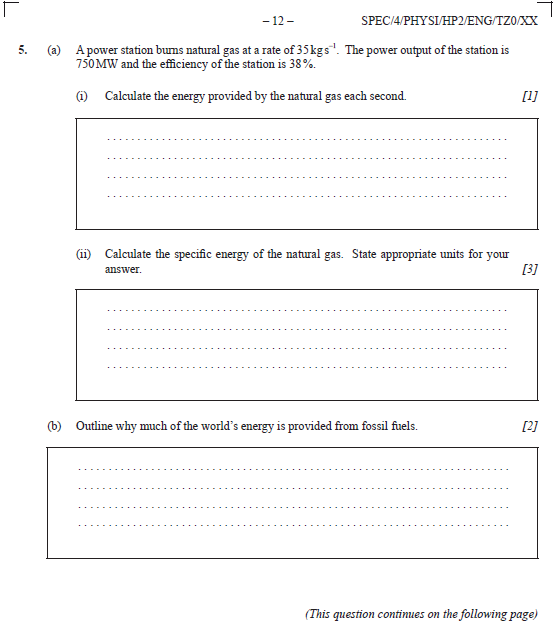 – 12 – SPEC/4/PHYSI/HP2/ENG/TZ0/XX
5. (a) A power station burns natural gas at a rate of 35 kg s⁻¹. The power output of the station is
750 MW and the efficiency of the station is 38 %.
(i) Calculate the energy provided by the natural gas each second. [1]
(ii) Calculate the specific energy of the natural gas. State appropriate units for your
answer. [3]
(b) Outline why much of the world’s energy is provided from fossil fuels. [2]
(This question continues on the following page)